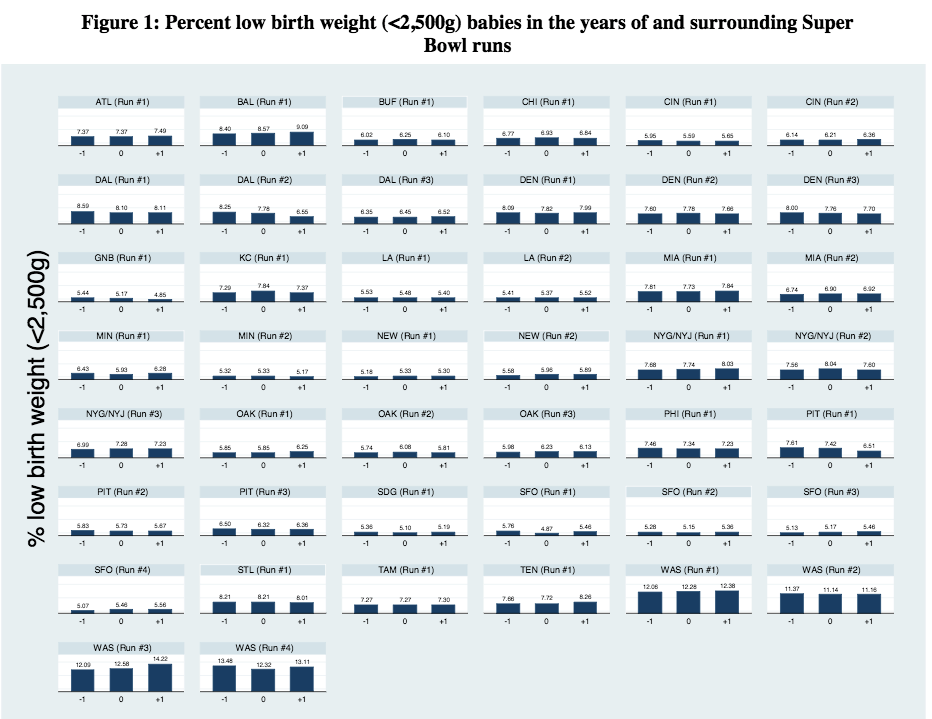 Figure 1: Percent low birth weight (<2,500g) babies in the years of and surrounding Super
Bowl runs
% low birth weight (<2,500g)
ATL (Run #1)
7.37 7.37 7.49
-1 0 +1
BAL (Run #1)
8.40 8.57 9.09
-1 0 +1
BUF (Run #1)
6.02 6.25 6.10
-1 0 +1
CHI (Run #1)
6.77 6.93 6.84
-1 0 +1
CIN (Run #1)
5.95 5.59 5.65
-1 0 +1
CIN (Run #2)
6.14 6.21 6.36
-1 0 +1
DAL (Run #1)
8.59 8.10 8.11
-1 0 +1
DAL (Run #2)
8.25 7.78 6.55
-1 0 +1
DAL (Run #3)
6.35 6.45 6.52
-1 0 +1
DEN (Run #1)
8.09 7.82 7.99
-1 0 +1
DEN (Run #2)
7.60 7.78 7.66
-1 0 +1
DEN (Run #3)
8.00 7.76 7.70
-1 0 +1
GNB (Run #1)
5.44 5.17 4.85
-1 0 +1
KC (Run #1)
7.29 7.84 7.37
-1 0 +1
LA (Run #1)
5.53 5.48 5.40
-1 0 +1
LA (Run #2)
5.41 5.37 5.52
-1 0 +1
MIA (Run #1)
7.81 7.73 7.84
-1 0 +1
MIA (Run #2)
6.74 6.90 6.92
-1 0 +1
MIN (Run #1)
6.43 5.93 6.28
-1 0 +1
MIN (Run #2)
5.32 5.33 5.17
-1 0 +1
NEW (Run #1)
5.18 5.33 5.30
-1 0 +1
NEW (Run #2)
5.58 5.96 5.89
-1 0 +1
NYG/NYJ (Run #1)
7.68 7.74 8.03
-1 0 +1
NYG/NYJ (Run #2)
7.56 8.04 7.60
-1 0 +1
NYG/NYJ (Run #3)
6.99 7.28 7.23
-1 0 +1
OAK (Run #1)
5.85 5.85 6.25
-1 0 +1
OAK (Run #2)
5.74 6.08 5.81
-1 0 +1
OAK (Run #3)
5.98 6.23 6.13
-1 0 +1
PHI (Run #1)
7.46 7.34 7.23
-1 0 +1
PIT (Run #1)
7.61 7.42 6.51
-1 0 +1
PIT (Run #2)
5.83 5.73 5.67
-1 0 +1
PIT (Run #3)
6.50 6.32 6.36
-1 0 +1
SDG (Run #1)
5.36 5.10 5.19
-1 0 +1
SFO (Run #1)
5.76 4.87 5.46
-1 0 +1
SFO (Run #2)
5.28 5.15 5.36
-1 0 +1
SFO (Run #3)
5.13 5.17 5.46
-1 0 +1
SFO (Run #4)
5.07 5.46 5.56
-1 0 +1
STL (Run #1)
8.21 8.21 8.01
-1 0 +1
TAM (Run #1)
7.27 7.27 7.30
-1 0 +1
TEN (Run #1)
7.66 7.72 8.26
-1 0 +1
WAS (Run #1)
12.06 12.28 12.38
-1 0 +1
WAS (Run #2)
11.37 11.14 11.16
-1 0 +1
WAS (Run #3)
12.09 12.58 14.22
-1 0 +1
WAS (Run #4)
13.48 12.32 13.11
-1 0 +1